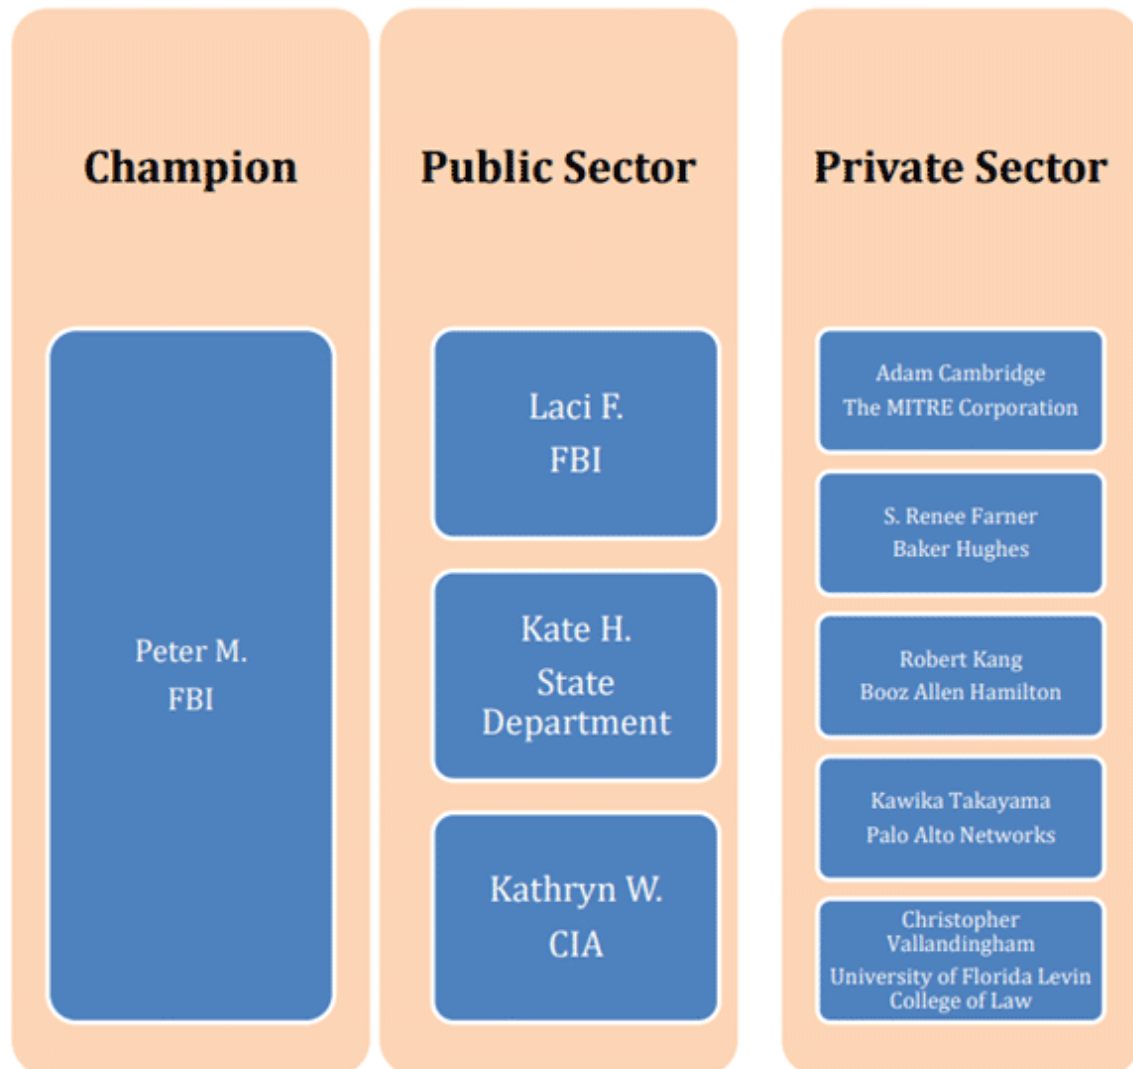 Champion
Peter M.
FBI
Public Sector
Laci F.
FBI
Kate H.
State
Department
Kathryn W.
CIA
Private Sector
Adam Cambridge
The MITRE Corporation
S. Renee Farner
Baker Hughes
Robert Kang
Booz Allen Hamilton
Kawika Takayama
Palo Alto Networks
Christopher
Vallandingham
University of Florida Levin
College of Law